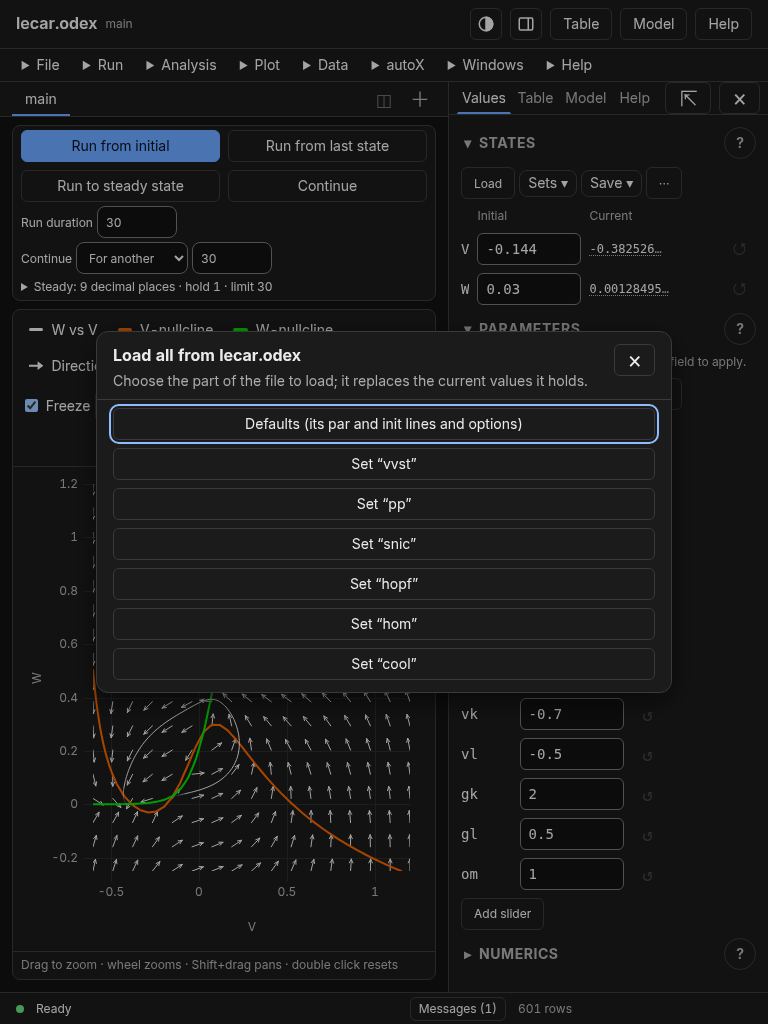 lecar.odex main Table Model Help
▶ File ▶ Run ▶ Analysis ▶ Plot ▶ Data ▶ autoX ▶ Windows ▶ Help
main
Values Table Model Help
Run from initial Run from last state
Run to steady state Continue
Run duration 30
Continue For another 30
▶ Steady: 9 decimal places · hold 1 · limit 30
▼ STATES ?
Load Sets ▾ Save ▾ ···
Initial Current
V -0.144 -0.382526…
W 0.03 0.00128495…
▼ PARAMETERS ?
field to apply.
W vs V V-nullcline W-nullcline
Directi
Freeze
Load all from lecar.odex
Choose the part of the file to load; it replaces the current values it holds.
Defaults (its par and init lines and options)
Set “vvst”
Set “pp”
Set “snic”
Set “hopf”
Set “hom”
Set “cool”
1.2
1
0.8
0.6
0.4
0.2
0
-0.2
W
-0.5 0 0.5 1
V
Drag to zoom · wheel zooms · Shift+drag pans · double click resets
vk -0.7
vl -0.5
gk 2
gl 0.5
om 1
Add slider
▶ NUMERICS ?
Ready Messages (1) 601 rows